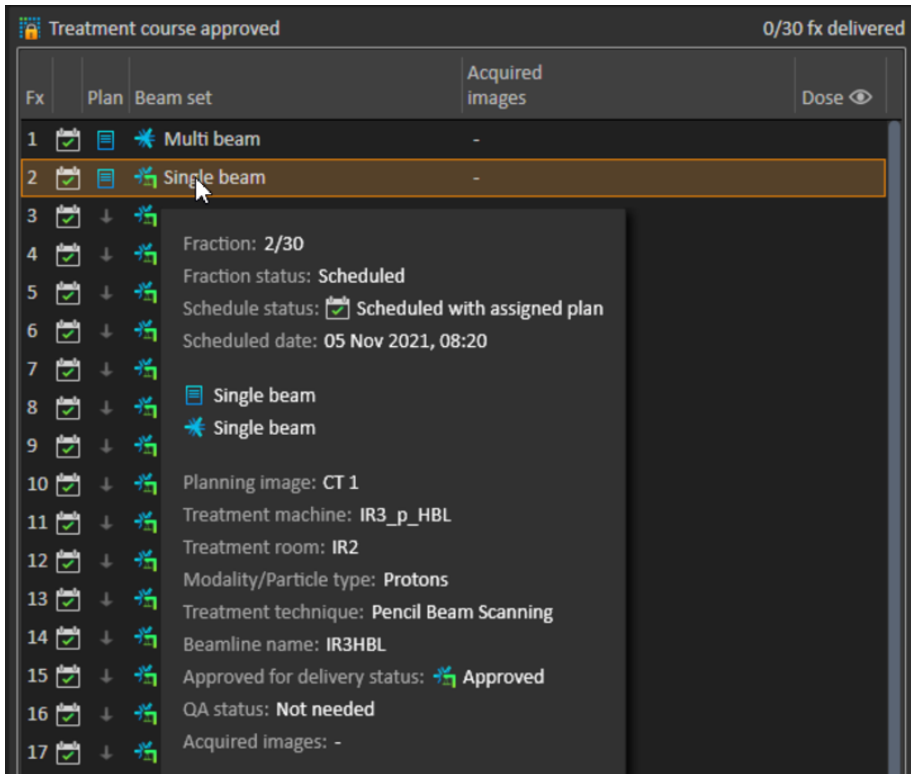 Treatment course approved 0/30 fx delivered
Fx Plan Beam set Acquired images Dose
1 Multi beam -
2 Single beam -
3
Fraction: 2/30
4
Fraction status: Scheduled
5
Schedule status: Scheduled with assigned plan
6
Scheduled date: 05 Nov 2021, 08:20
7
8
Single beam
9
Single beam
10
Planning image: CT 1
11
Treatment machine: IR3_p_HBL
12
Treatment room: IR2
13
Modality/Particle type: Protons
Treatment technique: Pencil Beam Scanning
14
Beamline name: IR3HBL
15
Approved for delivery status: Approved
16
QA status: Not needed
17
Acquired images: -